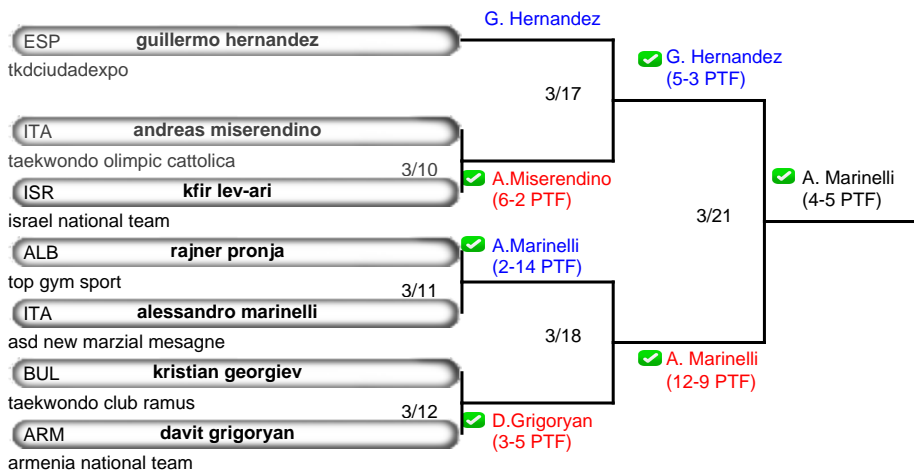 G. Hernandez
ESP guillermo hernandez
tkdciudadexpo
G. Hernandez
(5-3 PTF)
3/17
ITA andreas miserendino
taekwondo olimpic cattolica
3/10
ISR kfir lev-ari
israel national team
A.Miserendino
(6-2 PTF)
A. Marinelli
(4-5 PTF)
3/21
ALB rajner pronja
top gym sport
A.Marinelli
(2-14 PTF)
3/11
ITA alessandro marinelli
asd new marzial mesagne
3/18
BUL kristian georgiev
taekwondo club ramus
A. Marinelli
(12-9 PTF)
3/12
ARM davit grigoryan
armenia national team
D.Grigoryan
(3-5 PTF)